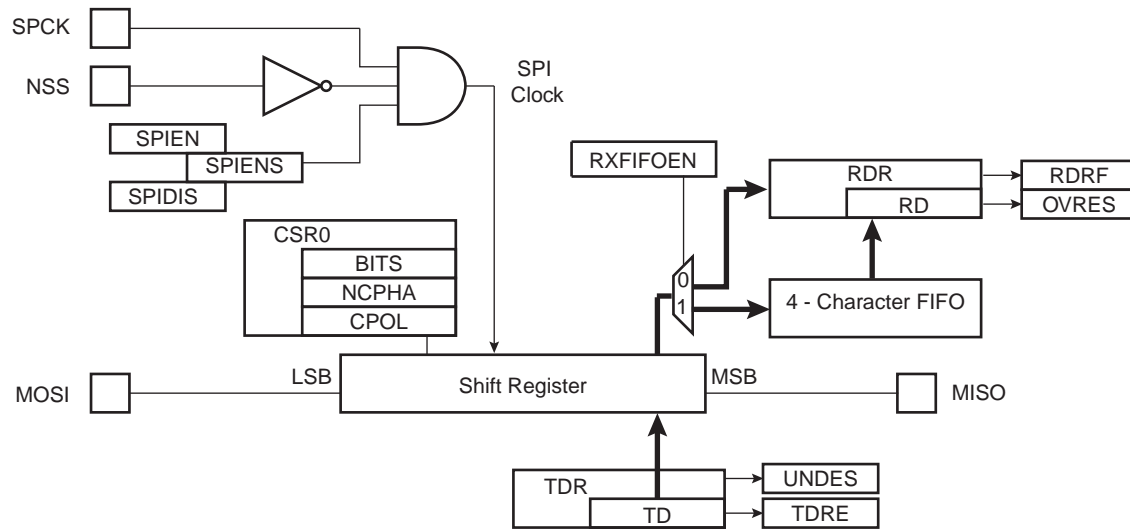 SPCK
NSS
SPI
Clock
SPIEN
SPIENS
SPIDIS
RXFIFOEN
RDR
RD
RDRF
OVRES
CSR0
BITS
NCPHA
CPOL
0
1
4 - Character FIFO
MOSI
LSB
Shift Register
MSB
MISO
TDR
TD
UNDES
TDRE